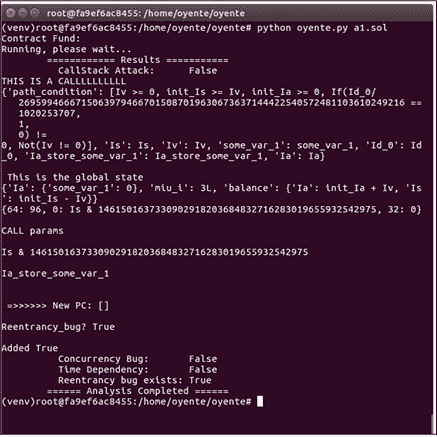 root@fa9ef6ac8455: /home/oyente/oyente
(venv)root@fa9ef6ac8455:/home/oyente/oyente# python oyente.py a1.sol
Contract Fund:
Running, please wait...
============ Results ===========
CallStack Attack: False
THIS IS A CALLLLLLLLLL
{'path_condition': [Iv >= 0, init_Is >= Iv, init_Ia >= 0, If(Id_0/
26959946667150639794667015087019630673637144422540572481103610249216 ==
1020253707,
1,
0) !=
0, Not(Iv != 0)], 'Is': Is, 'Iv': Iv, 'some_var_1': some_var_1, 'Id_0': Id
_0, 'Ia_store_some_var_1': Ia_store_some_var_1, 'Ia': Ia}
This is the global state
{'Ia': {'some_var_1': 0}, 'miu_i': 3L, 'balance': {'Ia': init_Ia + Iv, 'Is
': init_Is - Iv}}
{64: 96, 0: Is & 1461501637330902918203684832716283019655932542975, 32: 0}
CALL params
Is & 1461501637330902918203684832716283019655932542975
Ia_store_some_var_1
=>>>>>> New PC: []
Reentrancy_bug? True
Added True
Concurrency Bug: False
Time Dependency: False
Reentrancy bug exists: True
====== Analysis Completed ======
(venv)root@fa9ef6ac8455:/home/oyente/oyente#